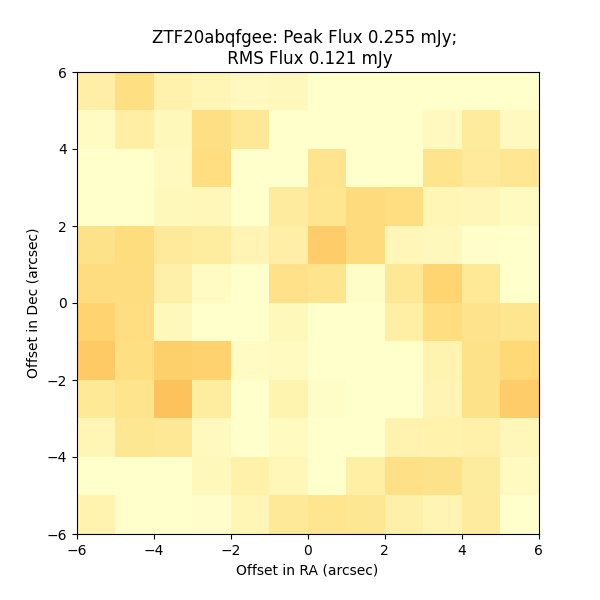 ZTF20abqfgee: Peak Flux 0.255 mJy;
RMS Flux 0.121 mJy
6
4
2
0
−2
−4
−6
Offset in Dec (arcsec)
−6 −4 −2 0 2 4 6
Offset in RA (arcsec)